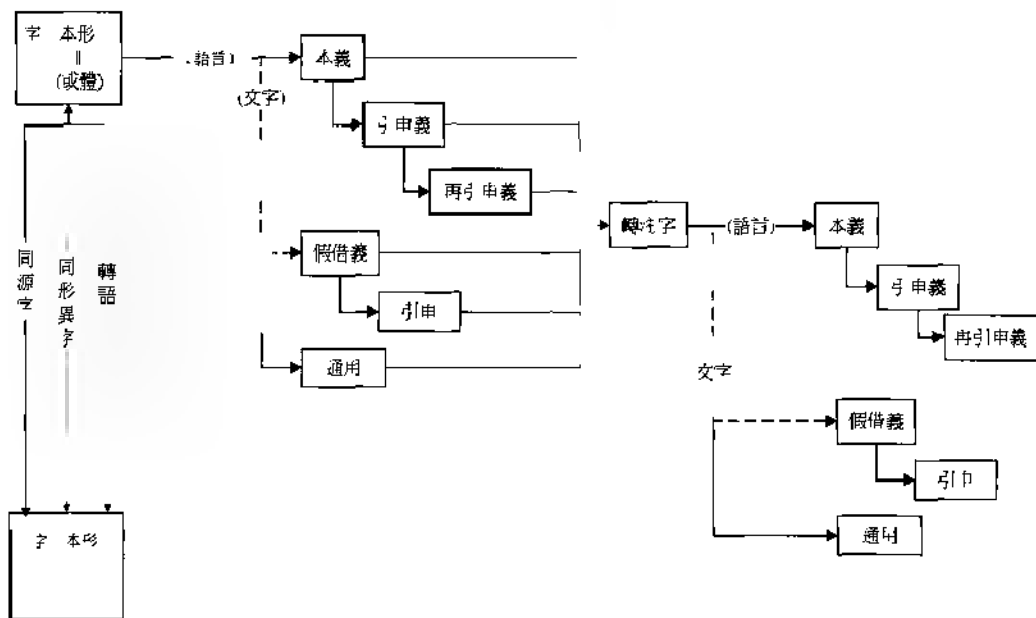 字 本形
॥
(或體)
(語言)
(文字)
本義
引申義
再引申義
假借義
引申
通用
同源字
同形異字
轉語
字 本形
轉注字
(語言)
文字
本義
引申義
再引申義
假借義
引申
通用